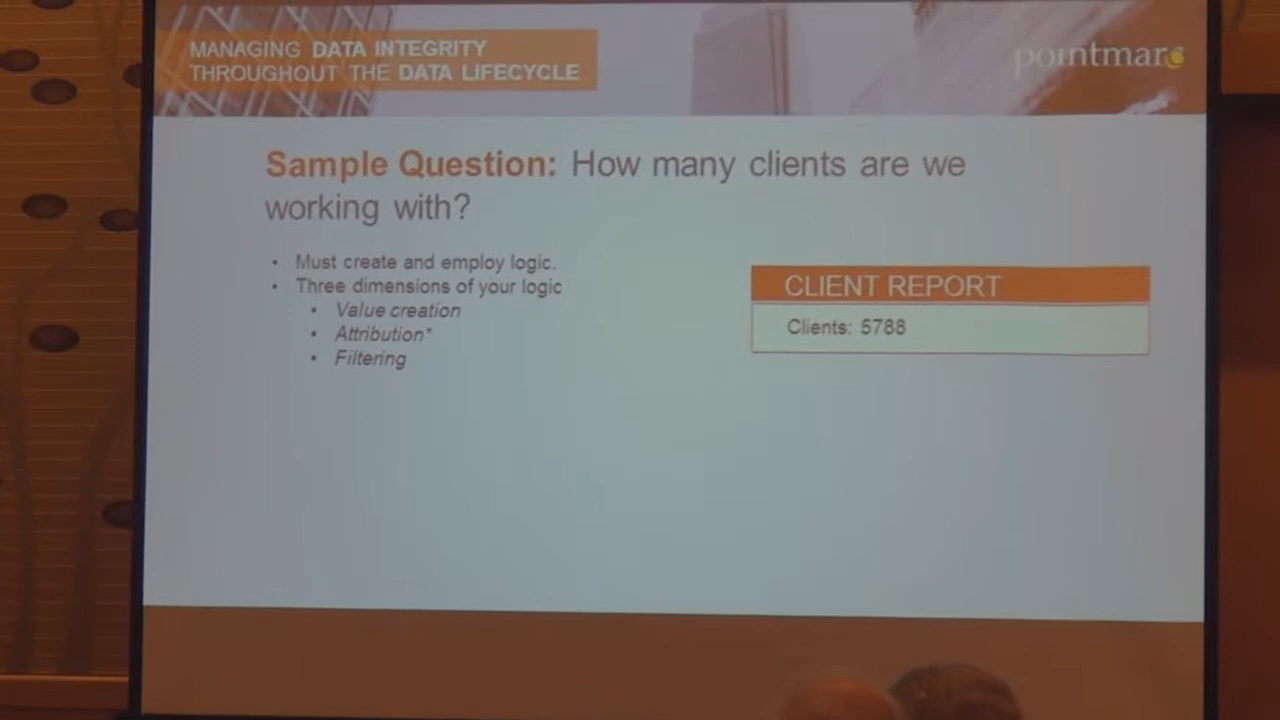 MANAGING DATA INTEGRITY
THROUGHOUT THE DATA LIFECYCLE
pointmarc
Sample Question: How many clients are we
working with?
• Must create and employ logic.
• Three dimensions of your logic
• Value creation
• Attribution*
• Filtering
CLIENT REPORT
Clients: 5788